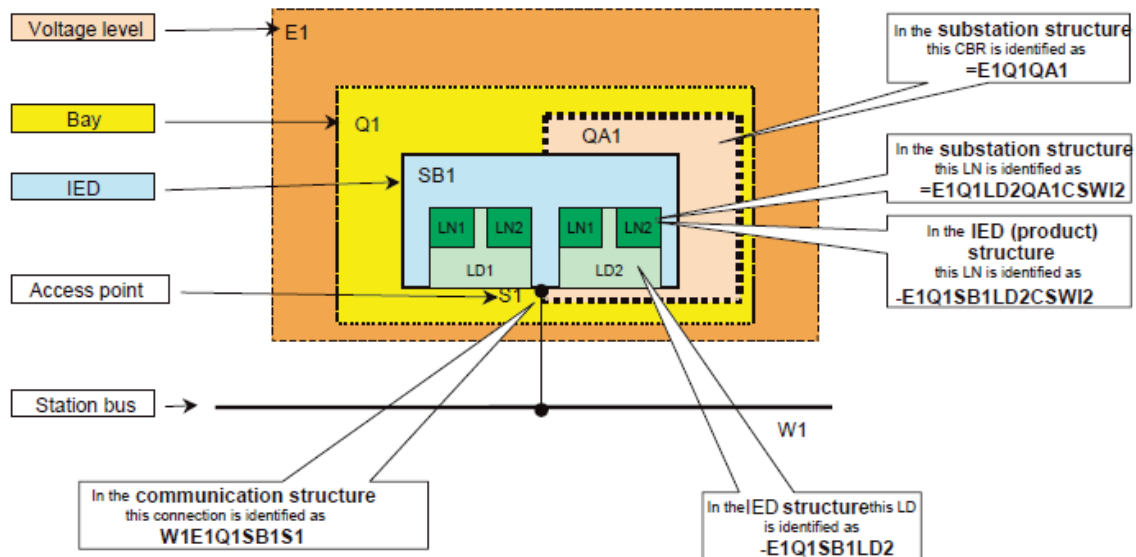 Voltage level
E1
In the substation structure
this CBR is identified as
=E1Q1QA1
Bay
Q1
QA1
In the substation structure
this LN is identified as
=E1Q1LD2QA1CSWI2
IED
SB1
LN1
LN2
LN1
LN2
LD1
LD2
In the IED (product)
structure
this LN is identified as
-E1Q1SB1LD2CSWI2
Access point
S1
Station bus
W1
In the communication structure
this connection is identified as
W1E1Q1SB1S1
In the IED structure this LD
is identified as
-E1Q1SB1LD2